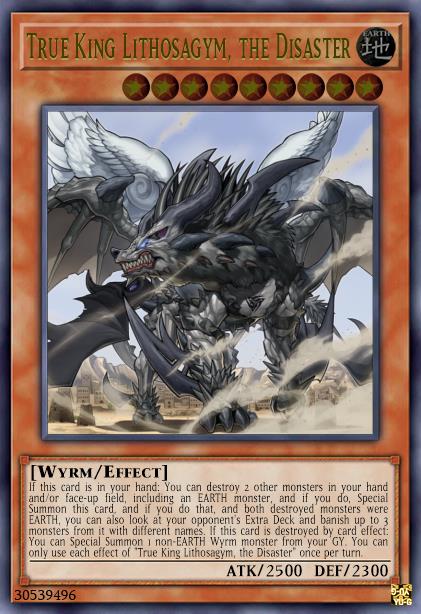 True King Lithosagym, the Disaster
EARTH
地
[Wyrm/Effect]
If this card is in your hand: You can destroy 2 other monsters in your hand
and/or face-up field, including an EARTH monster, and if you do, Special
Summon this card, and if you do that, and both destroyed monsters were
EARTH, you can also look at your opponent's Extra Deck and banish up to 3
monsters from it with different names. If this card is destroyed by card effect:
You can Special Summon 1 non-EARTH Wyrm monster from your GY. You can
only use each effect of "True King Lithosagym, the Disaster" once per turn.
ATK/2500 DEF/2300
30539496